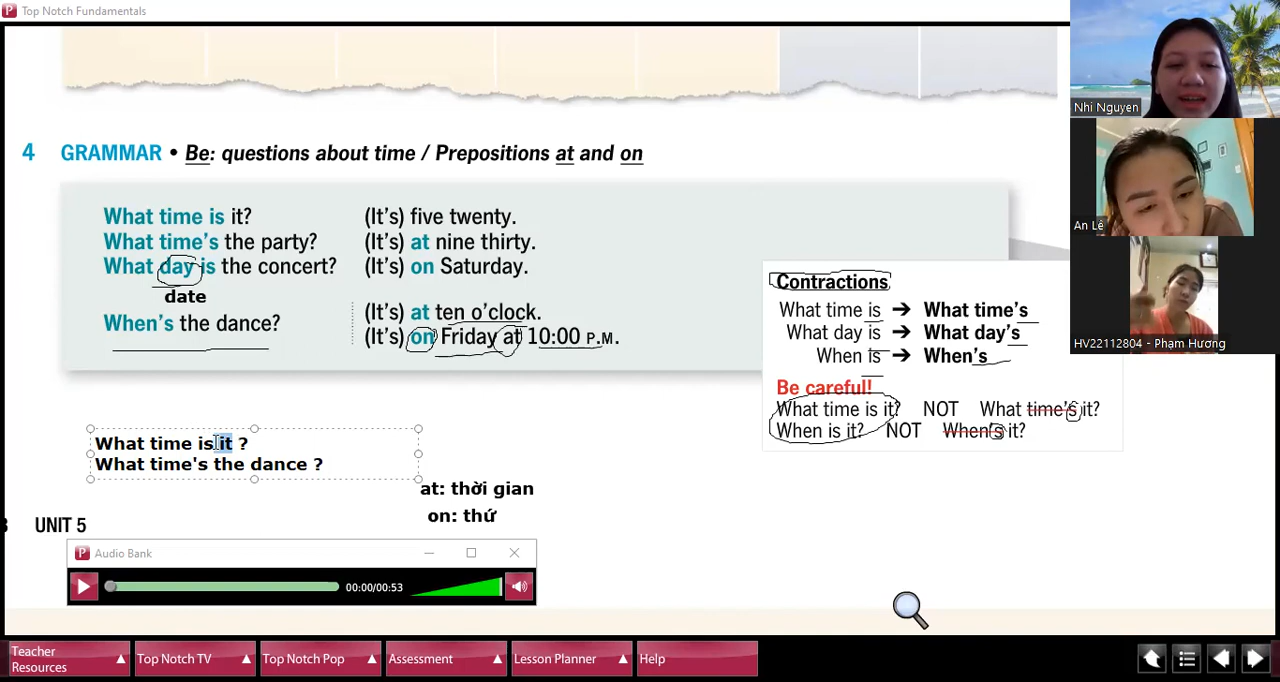 Top Notch Fundamentals
4 GRAMMAR • Be: questions about time / Prepositions at and on
What time is it? (It's) five twenty.
What time's the party? (It's) at nine thirty.
What day is the concert? (It's) on Saturday.
date
When's the dance? (It's) at ten o'clock.
(It's) on Friday at 10:00 P.M.
Contractions
What time is → What time's
What day is → What day's
When is → When's
Be careful!
What time is it? NOT What time's it?
When is it? NOT When's it?
What time is it ?
What time's the dance ?
at: thời gian
on: thứ
UNIT 5
Audio Bank
00:00/00:53
Teacher Resources
Top Notch TV
Top Notch Pop
Assessment
Lesson Planner
Help
Nhi Nguyen
An Lê
HV22112804 - Phạm Hương